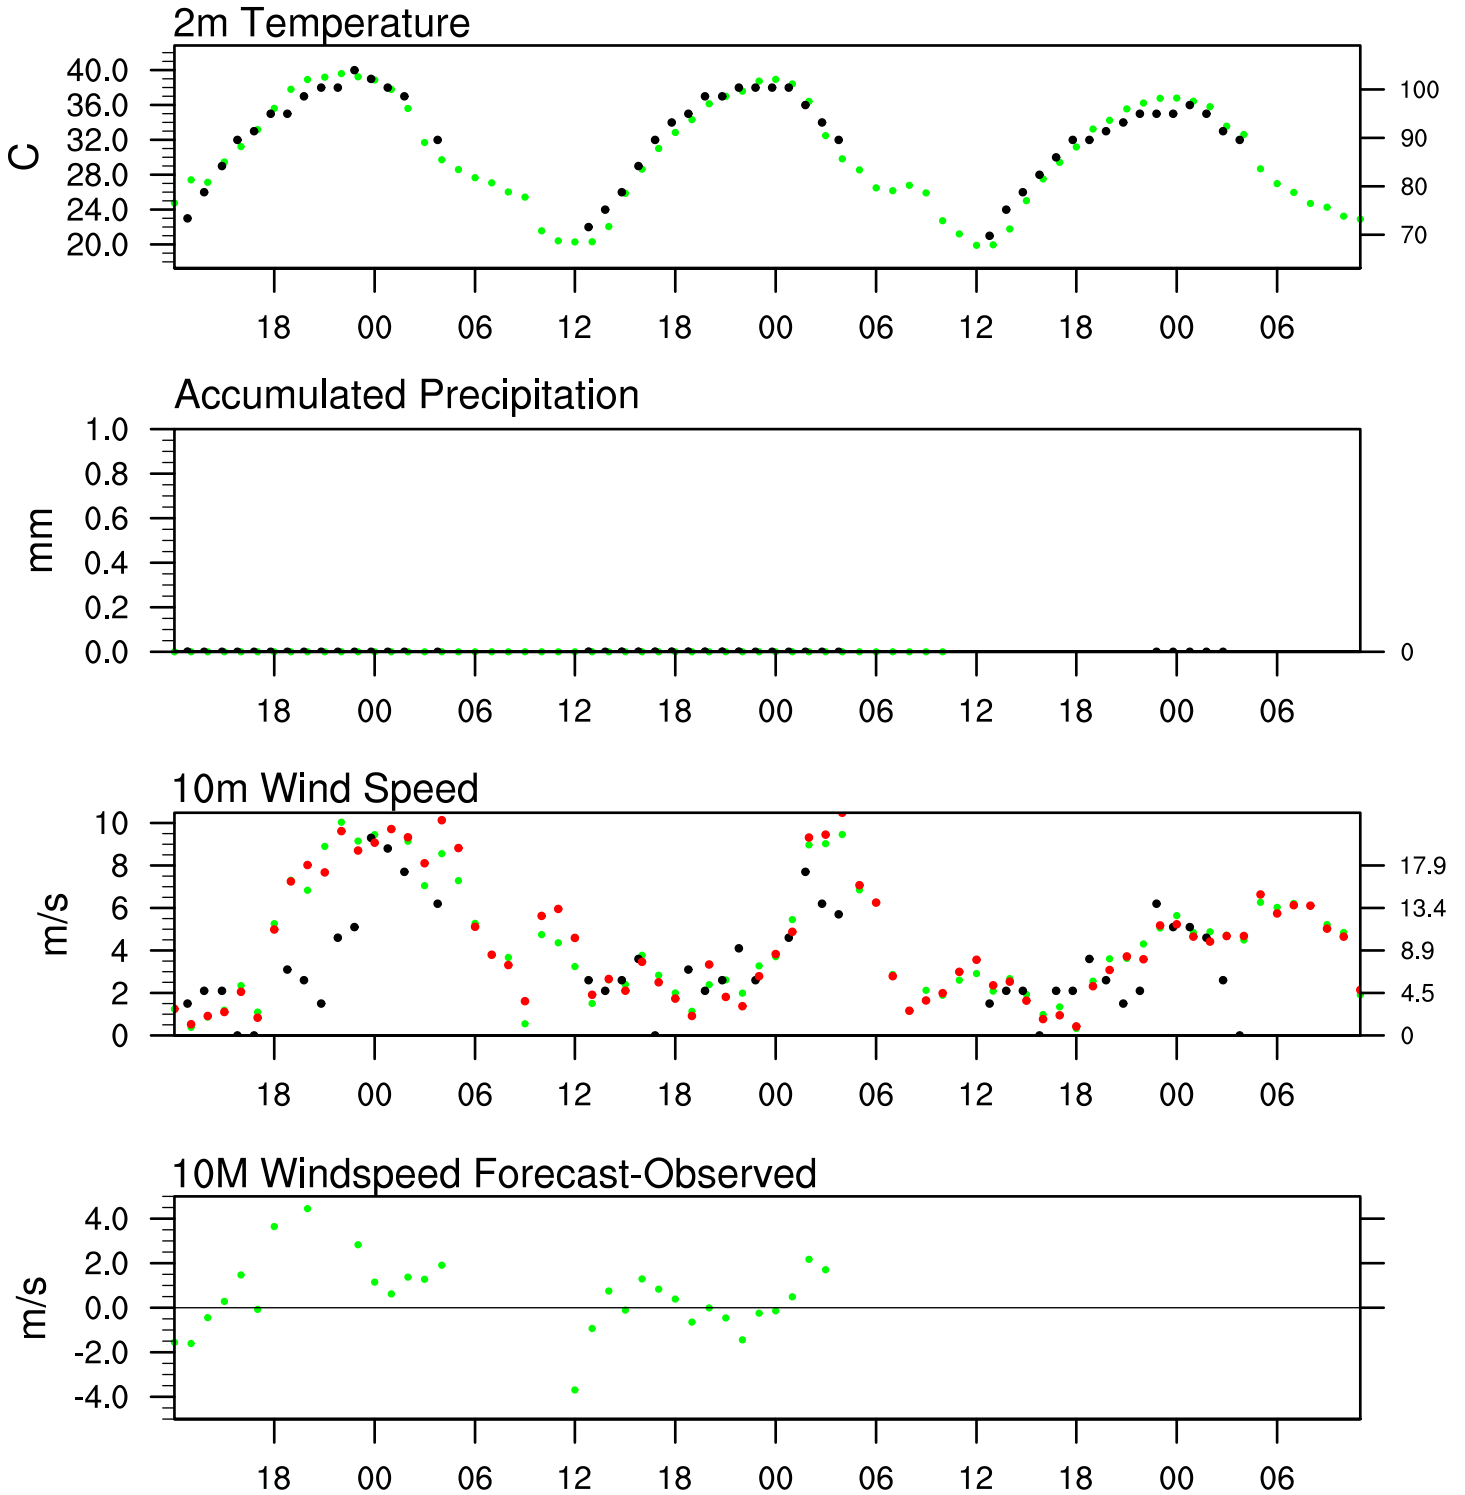 2m Temperature
40.0
36.0
32.0
28.0
24.0
20.0
C
100
90
80
70
18 00 06 12 18 00 06 12 18 00 06
Accumulated Precipitation
1.0
0.8
0.6
0.4
0.2
0.0
mm
0
18 00 06 12 18 00 06 12 18 00 06
10m Wind Speed
10
8
6
4
2
0
m/s
17.9
13.4
8.9
4.5
0
18 00 06 12 18 00 06 12 18 00 06
10M Windspeed Forecast-Observed
4.0
2.0
0.0
-2.0
-4.0
m/s
18 00 06 12 18 00 06 12 18 00 06